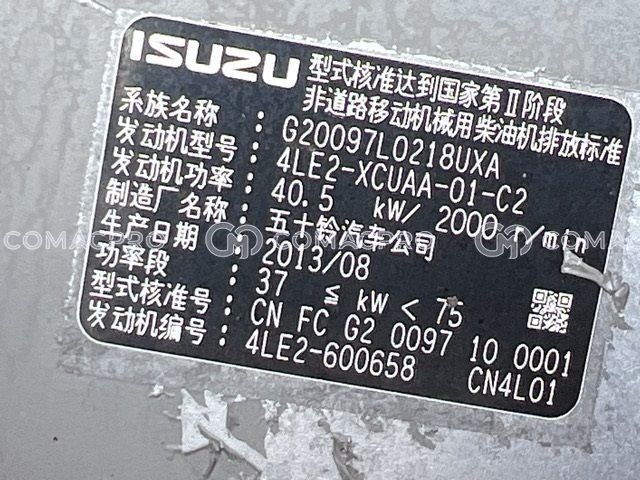 ISUZU
型式核准达到国家第Ⅱ阶段
非道路移动机械用柴油机排放标准
系族名称 : G20097L0218UXA
发动机型号 : 4LE2-XCUAA-01-C2
发动机功率 : 40.5 kW/ 2000 r/min
制造厂名称 : 五十铃汽车公司
生产日期 : 2013/08
功率段 : 37 ≦ kW < 75
型式核准号 : CN FC G2 0097 10 0001
发动机编号 : 4LE2-600658 CN4L01
COMACPRO COMACPRO COMACPRO